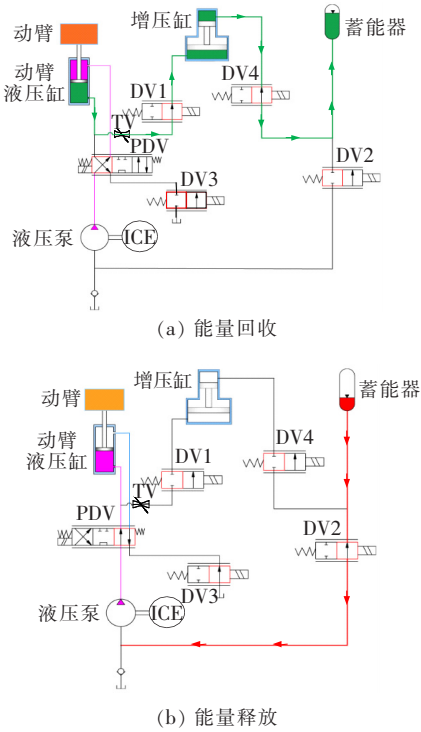 动臂
增压缸
蓄能器
动臂
液压缸
DV1
DV4
TV
PDV
DV2
DV3
液压泵
ICE
(a) 能量回收
动臂
增压缸
蓄能器
动臂
液压缸
DV1
DV4
TV
PDV
DV2
DV3
液压泵
ICE
(b) 能量释放